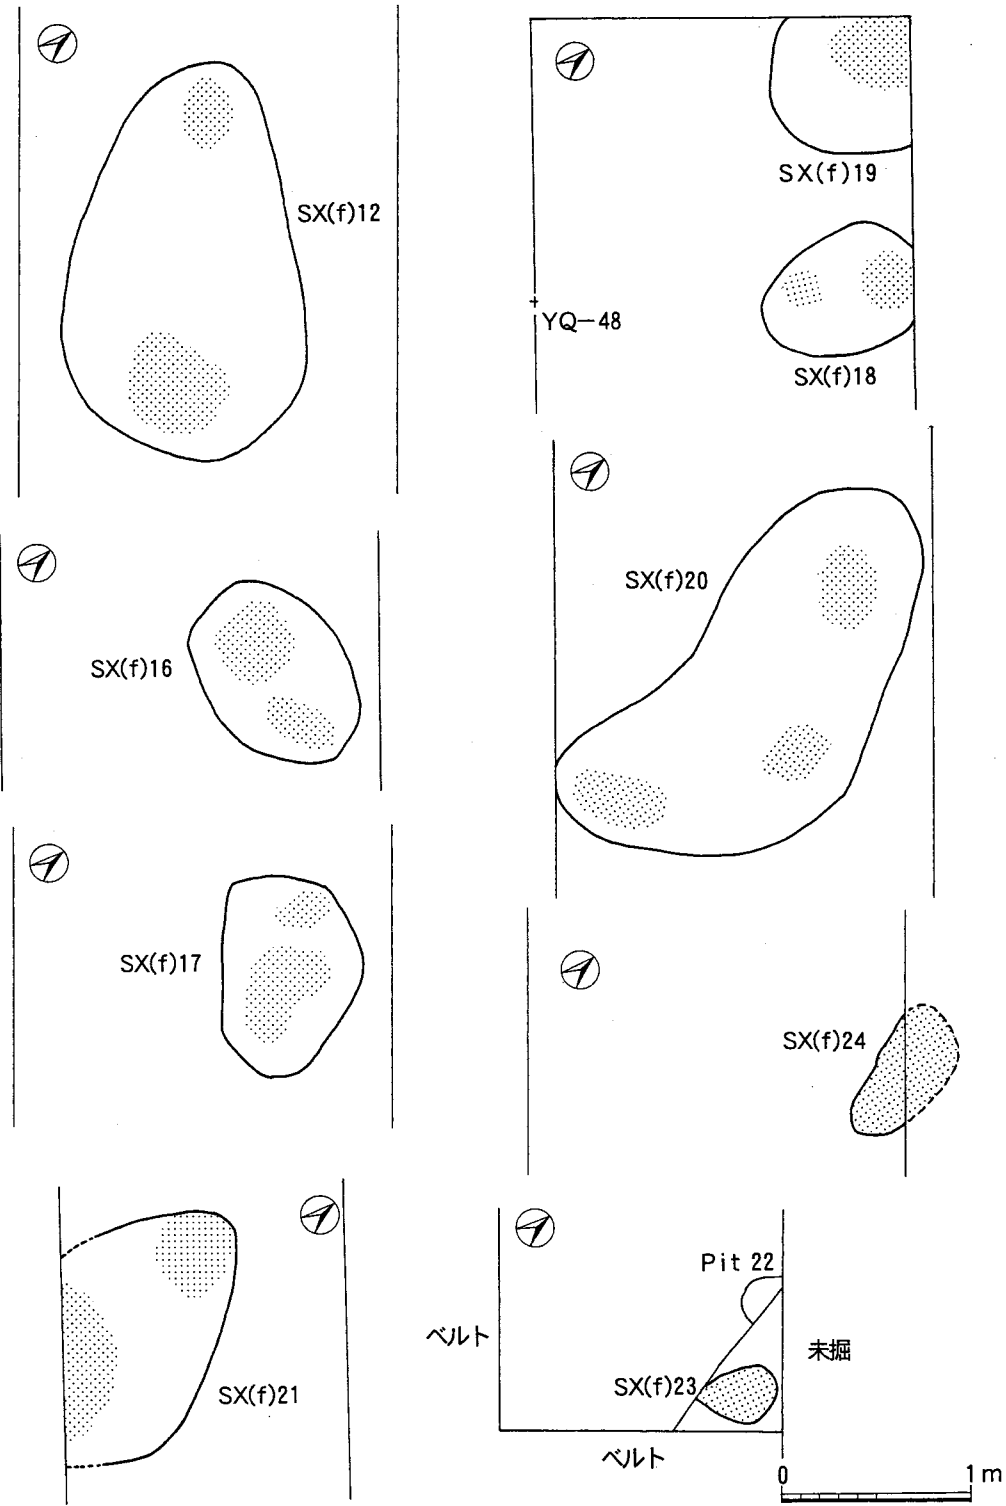 SX(f)12
SX(f)19
YQ-48
SX(f)18
SX(f)20
SX(f)16
SX(f)17
SX(f)24
SX(f)21
Pit 22
ベルト
未掘
SX(f)23
ベルト
0 1m